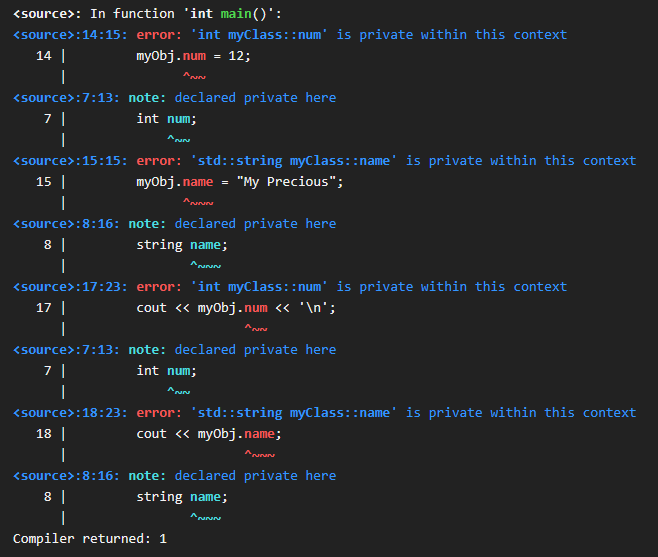 <source>: In function 'int main()':
<source>:14:15: error: 'int myClass::num' is private within this context
   14 |         myObj.num = 12;
      |               ^~~
<source>:7:13: note: declared private here
    7 |         int num;
      |             ^~~
<source>:15:15: error: 'std::string myClass::name' is private within this context
   15 |         myObj.name = "My Precious";
      |               ^~~~
<source>:8:16: note: declared private here
    8 |         string name;
      |                ^~~~
<source>:17:23: error: 'int myClass::num' is private within this context
   17 |         cout << myObj.num << '\n';
      |                       ^~~
<source>:7:13: note: declared private here
    7 |         int num;
      |             ^~~
<source>:18:23: error: 'std::string myClass::name' is private within this context
   18 |         cout << myObj.name;
      |                       ^~~~
<source>:8:16: note: declared private here
    8 |         string name;
      |                ^~~~
Compiler returned: 1